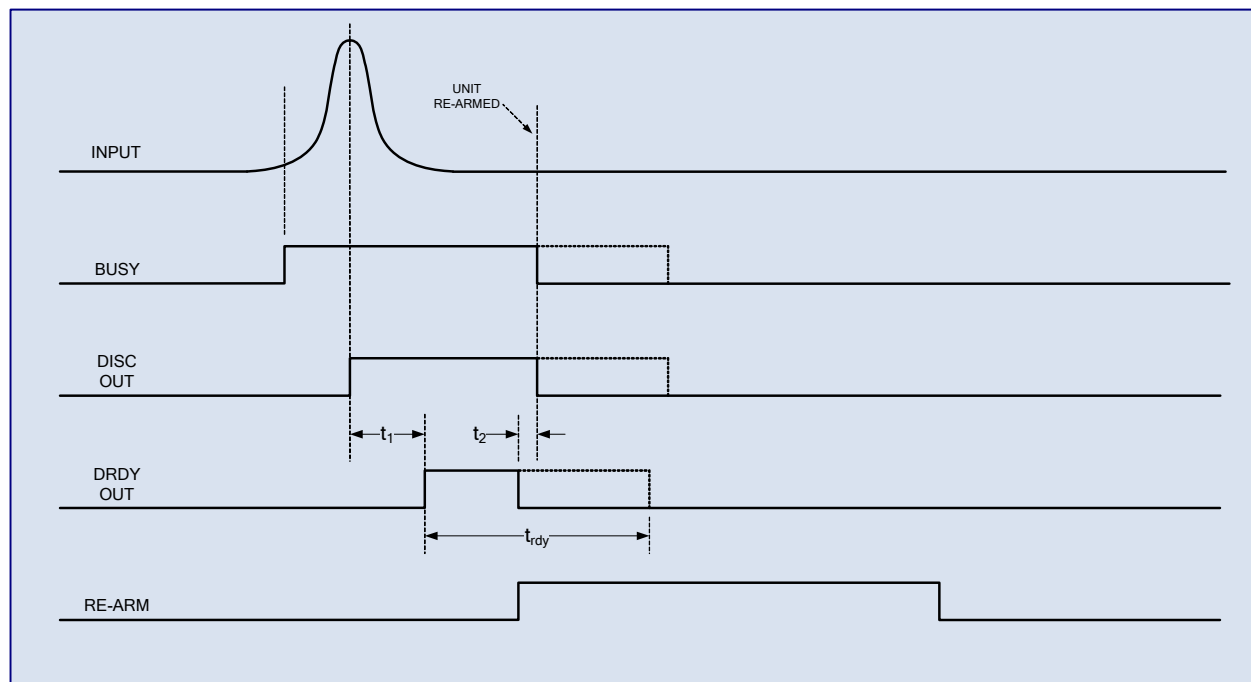 UNIT
RE-ARMED
INPUT
BUSY
DISC
OUT
t1
t2
DRDY
OUT
trdy
RE-ARM